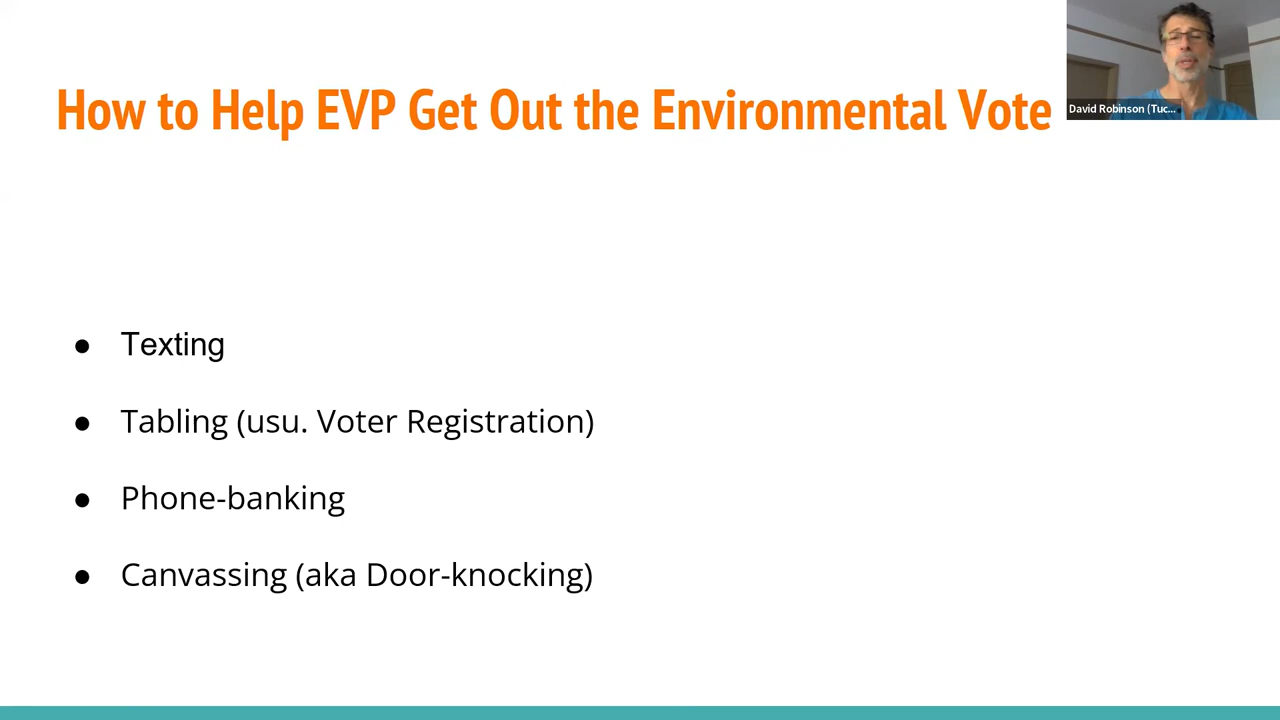 How to Help EVP Get Out the Environmental Vote
David Robinson (Tuc...
● Texting
● Tabling (usu. Voter Registration)
● Phone-banking
● Canvassing (aka Door-knocking)